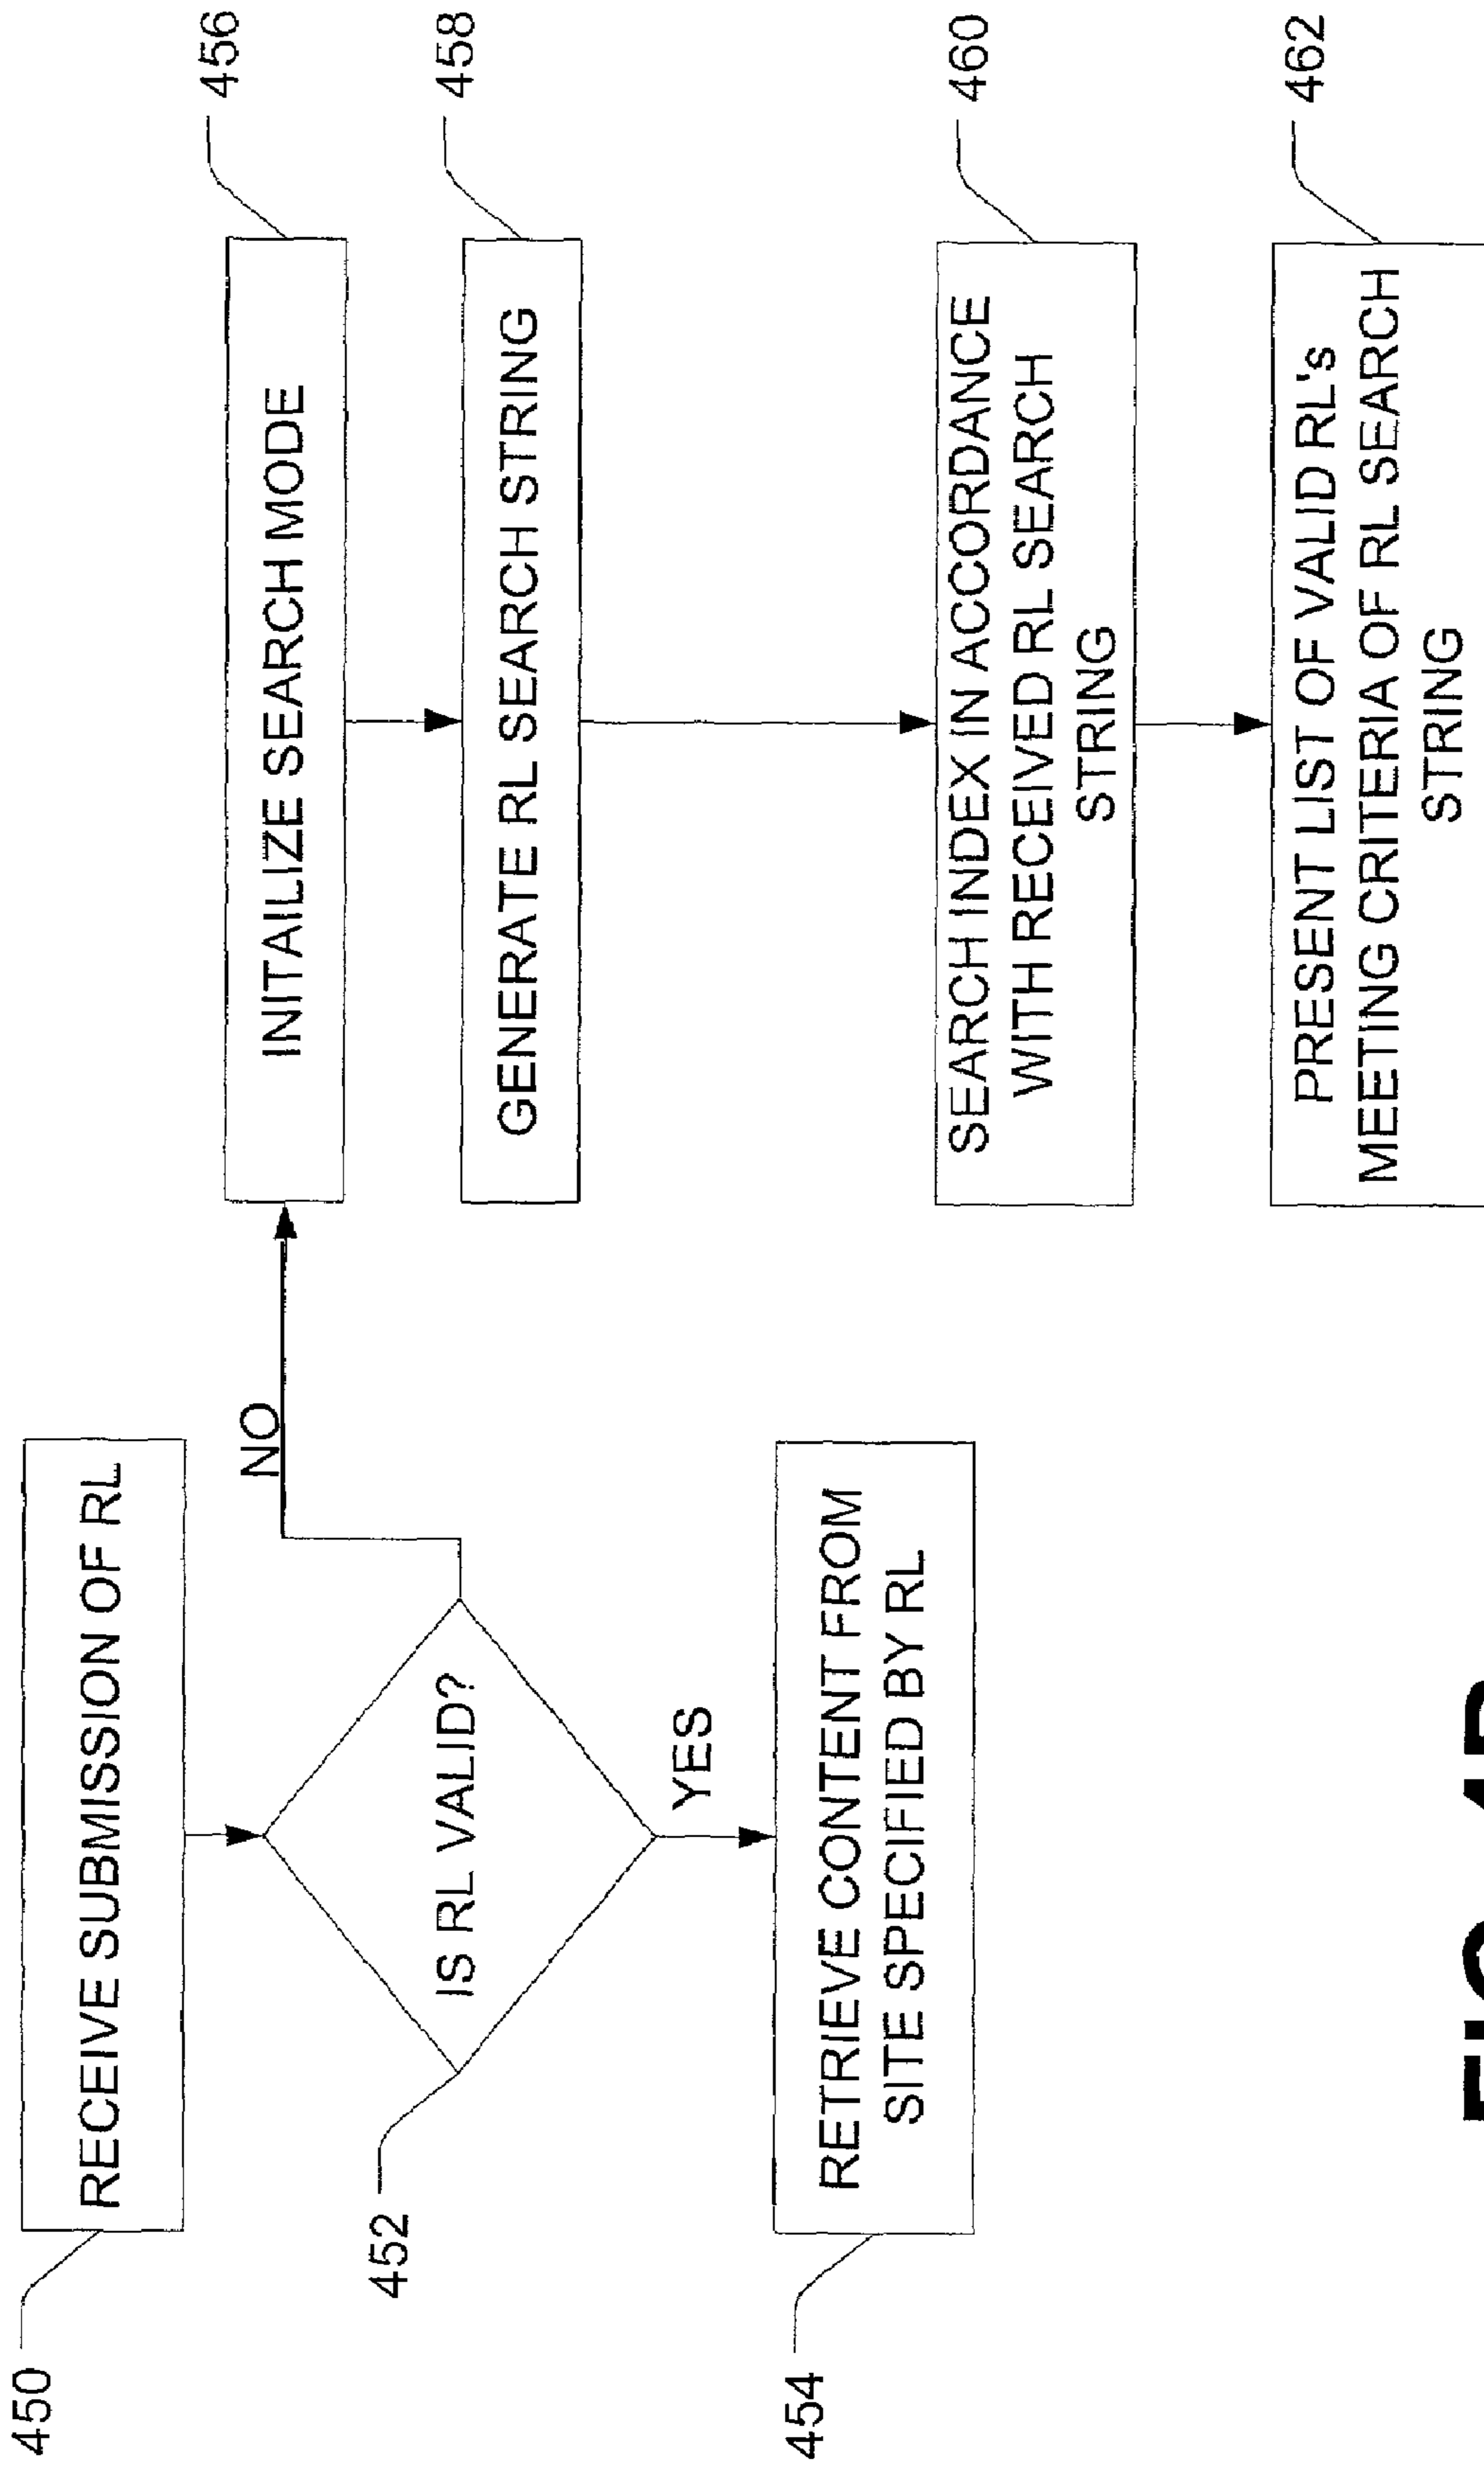 450
RECEIVE SUBMISSION OF RL
452
IS RL VALID?
NO
YES
454
RETRIEVE CONTENT FROM
SITE SPECIFIED BY RL
INITAILIZE SEARCH MODE
456
GENERATE RL SEARCH STRING
458
SEARCH INDEX IN ACCORDANCE
WITH RECEIVED RL SEARCH
STRING
460
PRESENT LIST OF VALID RL's
MEETING CRITERIA OF RL SEARCH
STRING
462